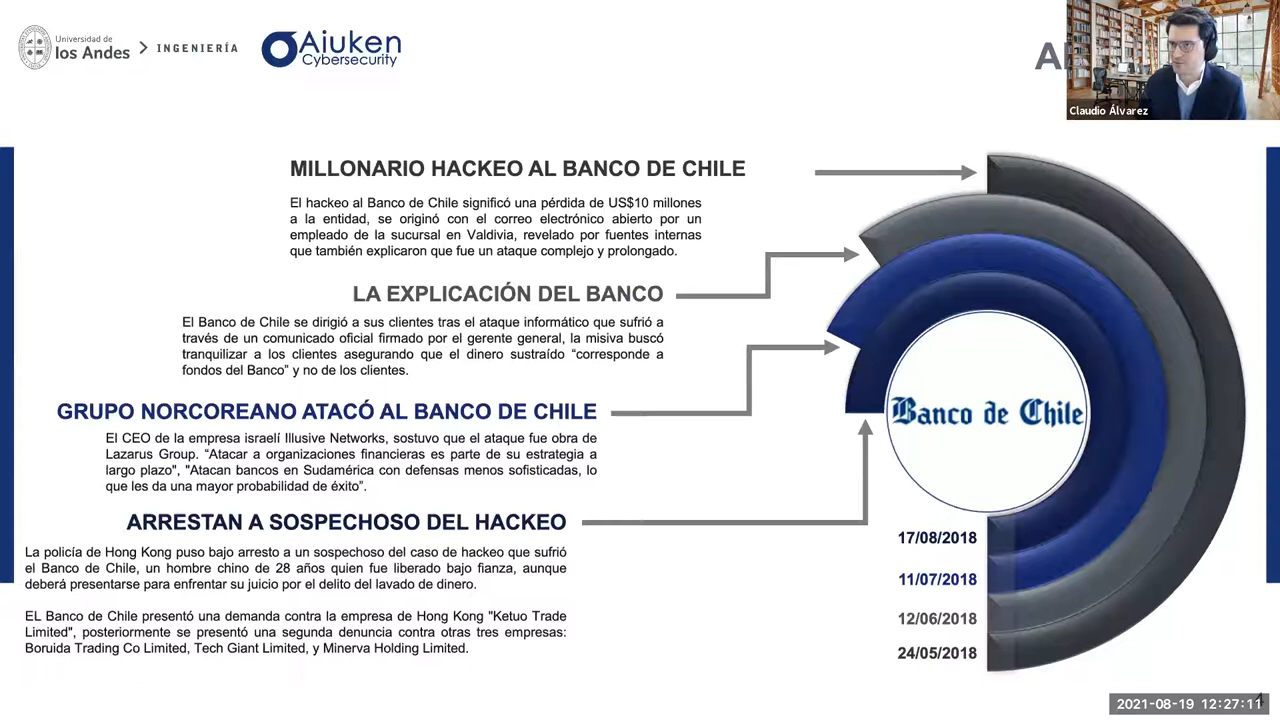 Universidad de
los Andes
INGENIERÍA
Aiuken
Cybersecurity
A
Claudio Álvarez
MILLONARIO HACKEO AL BANCO DE CHILE
El hackeo al Banco de Chile significó una pérdida de US$10 millones
a la entidad, se originó con el correo electrónico abierto por un
empleado de la sucursal en Valdivia, revelado por fuentes internas
que también explicaron que fue un ataque complejo y prolongado.
LA EXPLICACIÓN DEL BANCO
El Banco de Chile se dirigió a sus clientes tras el ataque informático que sufrió a
través de un comunicado oficial firmado por el gerente general, la misiva buscó
tranquilizar a los clientes asegurando que el dinero sustraído “corresponde a
fondos del Banco” y no de los clientes.
GRUPO NORCOREANO ATACÓ AL BANCO DE CHILE
El CEO de la empresa israelí Illusive Networks, sostuvo que el ataque fue obra de
Lazarus Group. “Atacar a organizaciones financieras es parte de su estrategia a
largo plazo", "Atacan bancos en Sudamérica con defensas menos sofisticadas, lo
que les da una mayor probabilidad de éxito”.
ARRESTAN A SOSPECHOSO DEL HACKEO
La policía de Hong Kong puso bajo arresto a un sospechoso del caso de hackeo que sufrió
el Banco de Chile, un hombre chino de 28 años quien fue liberado bajo fianza, aunque
deberá presentarse para enfrentar su juicio por el delito del lavado de dinero.
EL Banco de Chile presentó una demanda contra la empresa de Hong Kong "Ketuo Trade
Limited", posteriormente se presentó una segunda denuncia contra otras tres empresas:
Boruida Trading Co Limited, Tech Giant Limited, y Minerva Holding Limited.
Banco de Chile
17/08/2018
11/07/2018
12/06/2018
24/05/2018
4
2021-08-19 12:27:11